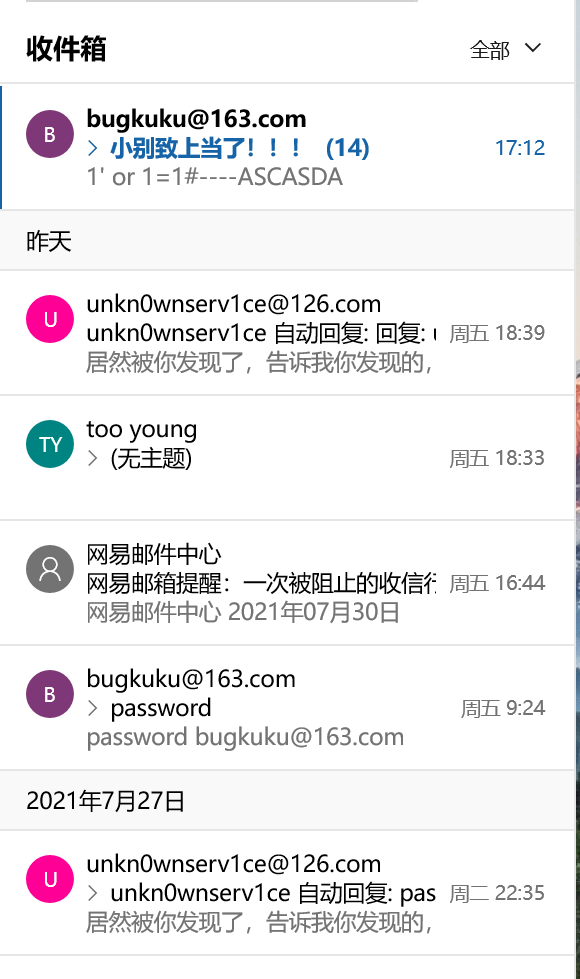 收件箱
全部
B
bugkuku@163.com
小别致上当了！！！ (14)
17:12
1' or 1=1#----ASCASDA
昨天
U
unkn0wnserv1ce@126.com
unkn0wnserv1ce 自动回复: 回复:
周五 18:39
居然被你发现了，告诉我你发现的，
TY
too young
(无主题)
周五 18:33
网易邮件中心
网易邮箱提醒：一次被阻止的收信行
周五 16:44
网易邮件中心 2021年07月30日
B
bugkuku@163.com
password
周五 9:24
password bugkuku@163.com
2021年7月27日
U
unkn0wnserv1ce@126.com
unkn0wnserv1ce 自动回复: pas
周二 22:35
居然被你发现了，告诉我你发现的，